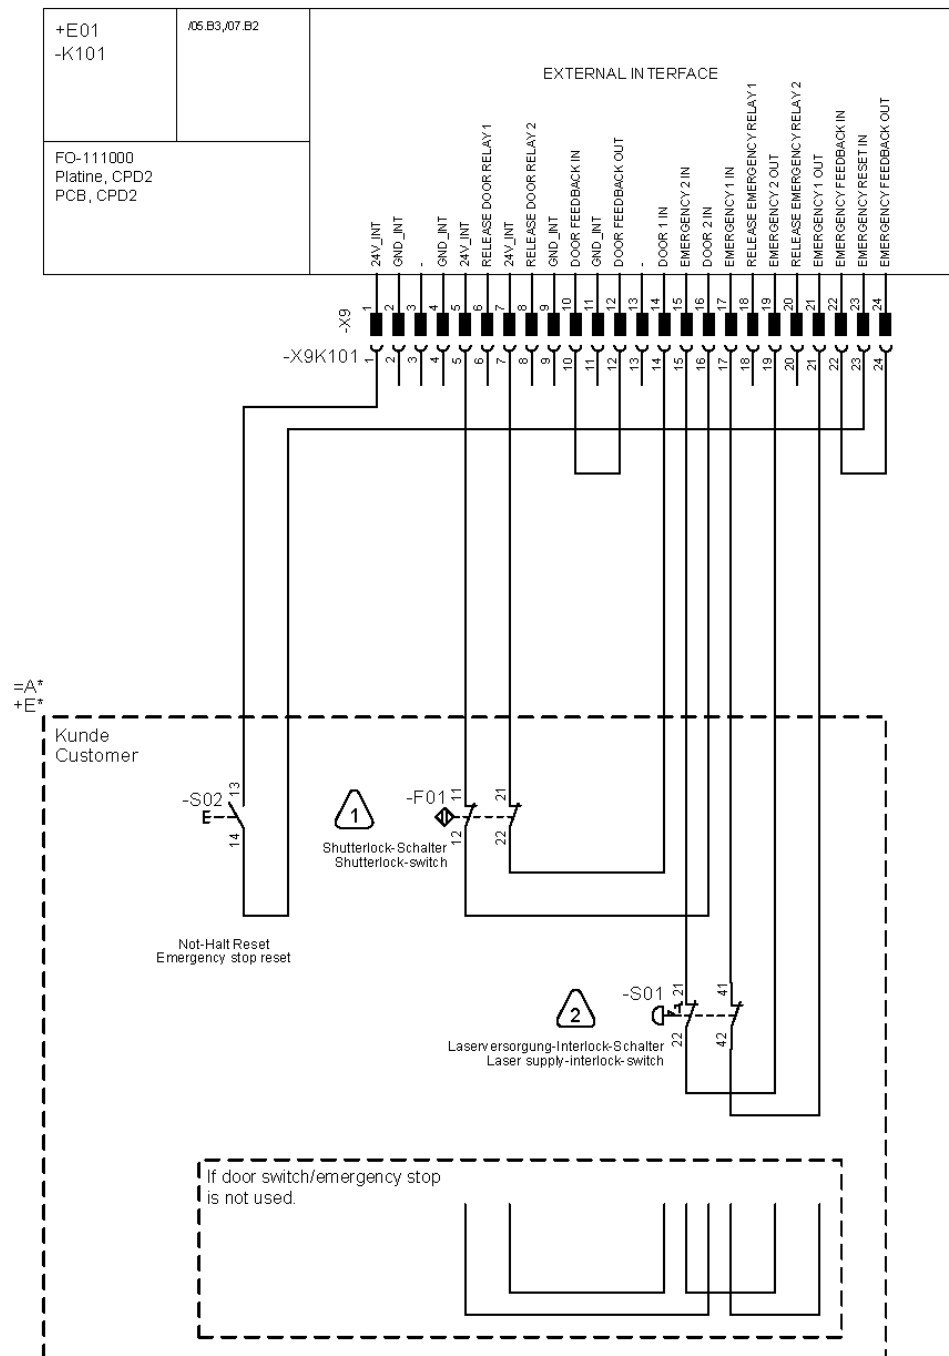 +E01
-K101
/05.B3,/07.B2
EXTERNAL INTERFACE
FO-111000
Platine, CPD2
PCB, CPD2
24V_INT
GND_INT
-
GND_INT
24V_INT
RELEASE DOOR RELAY 1
24V_INT
RELEASE DOOR RELAY 2
GND_INT
DOOR FEEDBACK IN
GND_INT
DOOR FEEDBACK OUT
-
DOOR 1 IN
EMERGENCY 2 IN
DOOR 2 IN
EMERGENCY 1 IN
RELEASE EMERGENCY RELAY 1
EMERGENCY 2 OUT
RELEASE EMERGENCY RELAY 2
EMERGENCY 1 OUT
EMERGENCY FEEDBACK IN
EMERGENCY RESET IN
EMERGENCY FEEDBACK OUT
-X9
1 2 3 4 5 6 7 8 9 10 11 12 13 14 15 16 17 18 19 20 21 22 23 24
-X9K101
1 2 3 4 5 6 7 8 9 10 11 12 13 14 15 16 17 18 19 20 21 22 23 24
=A*
+E*
Kunde
Customer
-S02
13
14
E
1
-F01
11
12
21
22
Shutterlock-Schalter
Shutterlock-switch
Not-Halt Reset
Emergency stop reset
2
-S01
21
22
41
42
Laserversorgung-Interlock-Schalter
Laser supply-interlock-switch
If door switch/emergency stop
is not used.